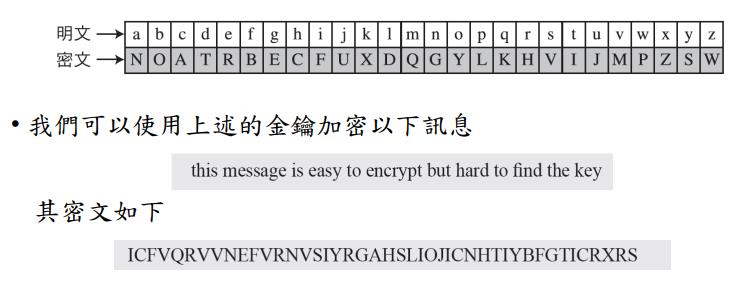 明文 → a b c d e f g h i j k l m n o p q r s t u v w x y z
密文 → N O A T R B E C F U X D Q G Y L K H V I J M P Z S W
• 我們可以使用上述的金鑰加密以下訊息
this message is easy to encrypt but hard to find the key
其密文如下
ICFVQRVVNEFVRNVSIYRGAHSLIOJICNHTIYBFGTICRXRS